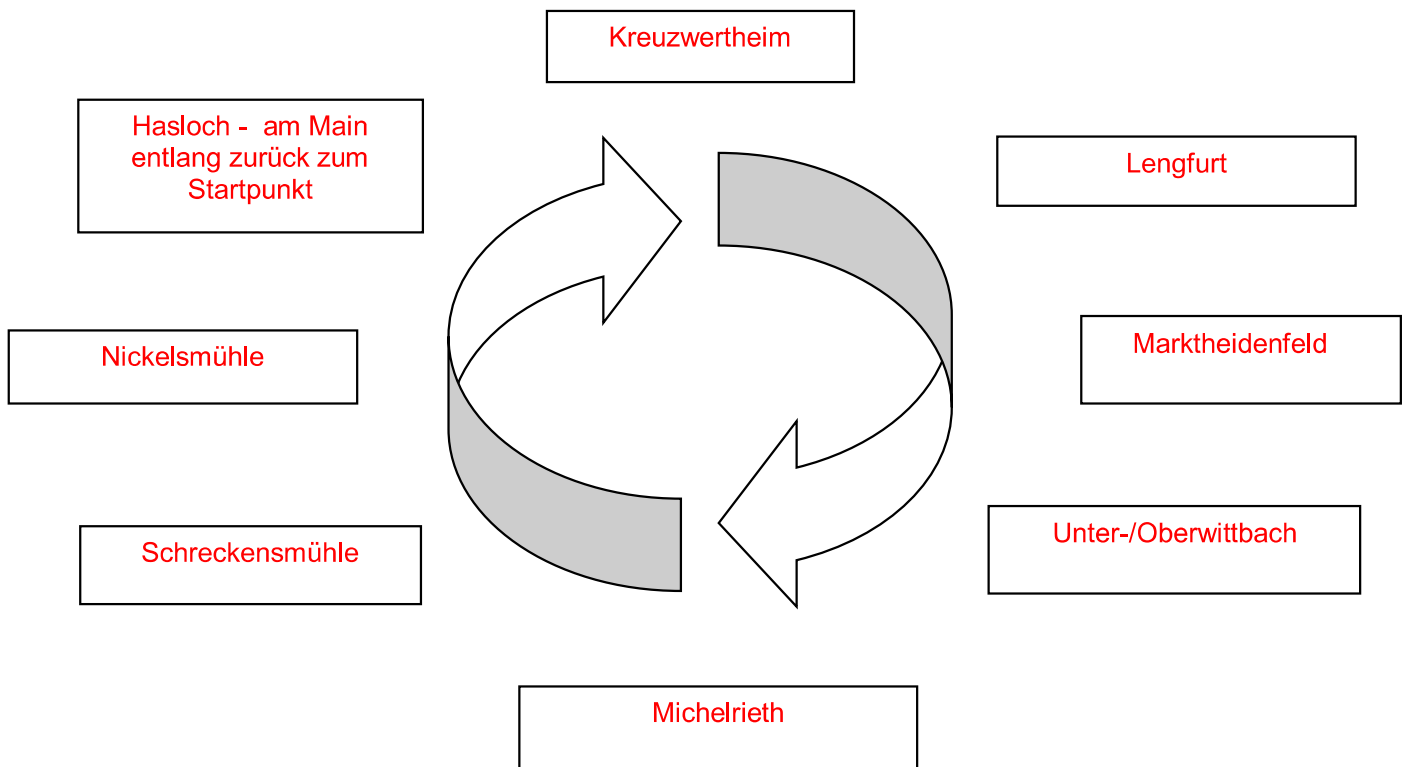 Kreuzwertheim
Hasloch - am Main
entlang zurück zum
Startpunkt
Lengfurt
Nickelsmühle
Marktheidenfeld
Schreckensmühle
Unter-/Oberwittbach
Michelrieth